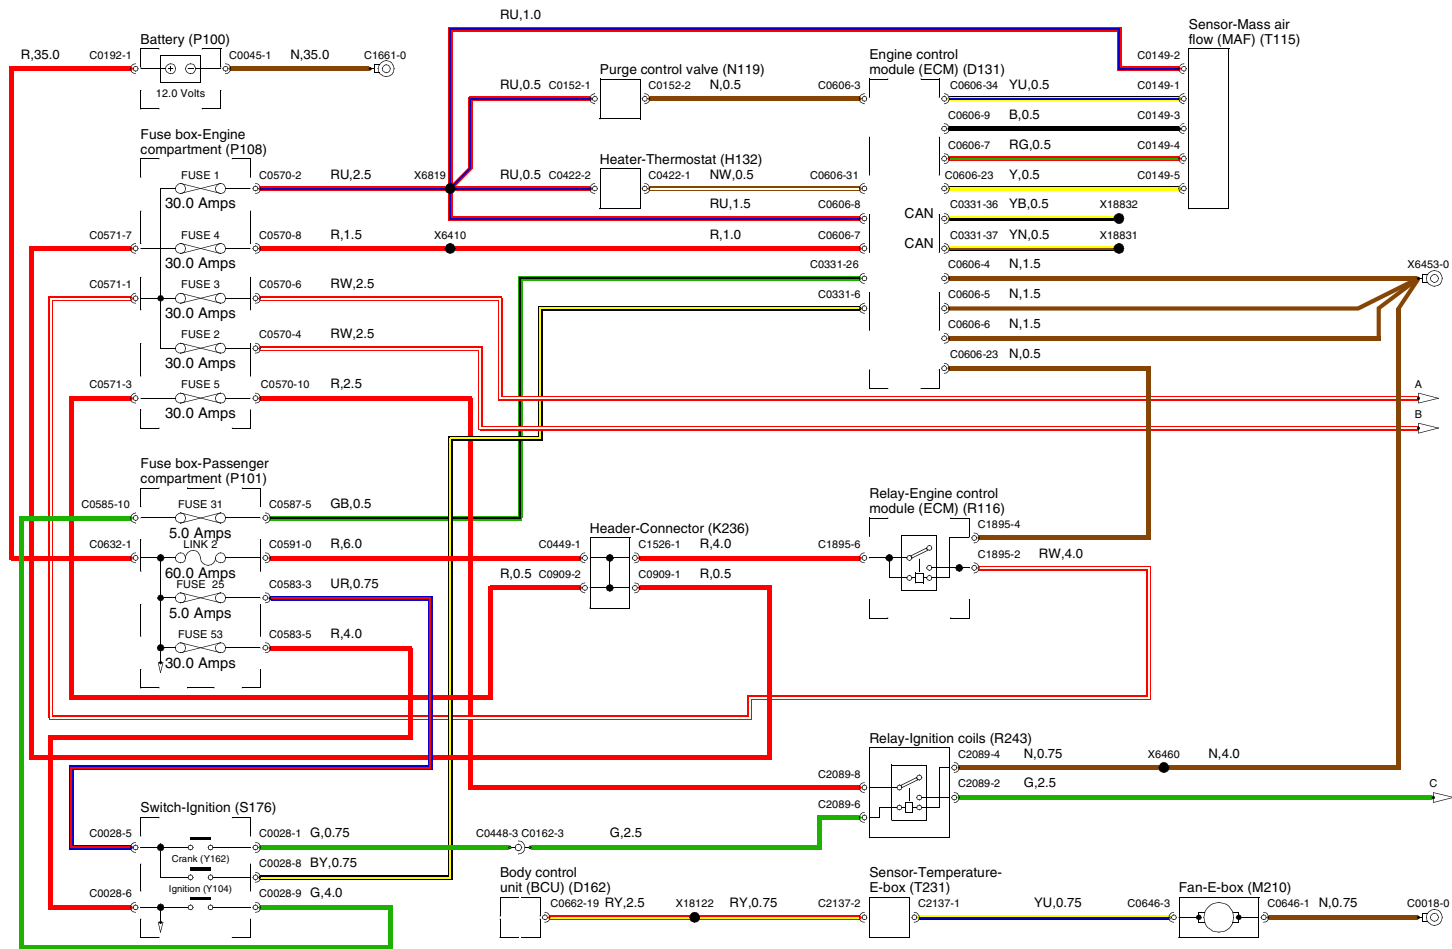 RU,1.0
Sensor-Mass air
flow (MAF) (T115)
Battery (P100)
R,35.0
C0192-1
C0045-1
N,35.0
C1661-0
12.0 Volts
Engine control
module (ECM) (D131)
C0149-2
Purge control valve (N119)
RU,0.5
C0152-1
C0152-2
N,0.5
C0606-3
C0606-34
YU,0.5
C0149-1
C0606-9
B,0.5
C0149-3
Fuse box-Engine
compartment (P108)
C0606-7
RG,0.5
C0149-4
Heater-Thermostat (H132)
FUSE 1
C0570-2
RU,2.5
X6819
RU,0.5
C0422-2
C0422-1
NW,0.5
C0606-31
C0606-23
Y,0.5
C0149-5
30.0 Amps
RU,1.5
C0606-8
CAN
C0331-36
YB,0.5
X18832
C0571-7
FUSE 4
C0570-8
R,1.5
X6410
R,1.0
C0606-7
CAN
C0331-37
YN,0.5
X18831
30.0 Amps
C0331-26
C0606-4
N,1.5
X6453-0
C0571-1
FUSE 3
C0570-6
RW,2.5
C0331-6
C0606-5
N,1.5
30.0 Amps
C0606-6
N,1.5
FUSE 2
C0570-4
RW,2.5
30.0 Amps
C0606-23
N,0.5
C0571-3
FUSE 5
C0570-10
R,2.5
A
30.0 Amps
B
Fuse box-Passenger
compartment (P101)
Relay-Engine control
module (ECM) (R116)
C0585-10
FUSE 31
C0587-5
GB,0.5
5.0 Amps
Header-Connector (K236)
C1895-4
C0632-1
LINK 2
C0591-0
R,6.0
C0449-1
C1526-1
R,4.0
C1895-6
C1895-2
RW,4.0
60.0 Amps
R,0.5
C0909-2
C0909-1
R,0.5
FUSE 25
C0583-3
UR,0.75
5.0 Amps
FUSE 53
C0583-5
R,4.0
30.0 Amps
Relay-Ignition coils (R243)
C2089-4
N,0.75
X6460
N,4.0
C2089-8
C2089-2
G,2.5
C
Switch-Ignition (S176)
C2089-6
C0028-5
C0028-1
G,0.75
C0448-3
C0162-3
G,2.5
Crank (Y162)
C0028-8
BY,0.75
Body control
unit (BCU) (D162)
Sensor-Temperature-
E-box (T231)
Fan-E-box (M210)
Ignition (Y104)
C0028-6
C0028-9
G,4.0
C0662-19
RY,2.5
X18122
RY,0.75
C2137-2
C2137-1
YU,0.75
C0646-3
C0646-1
N,0.75
C0018-0